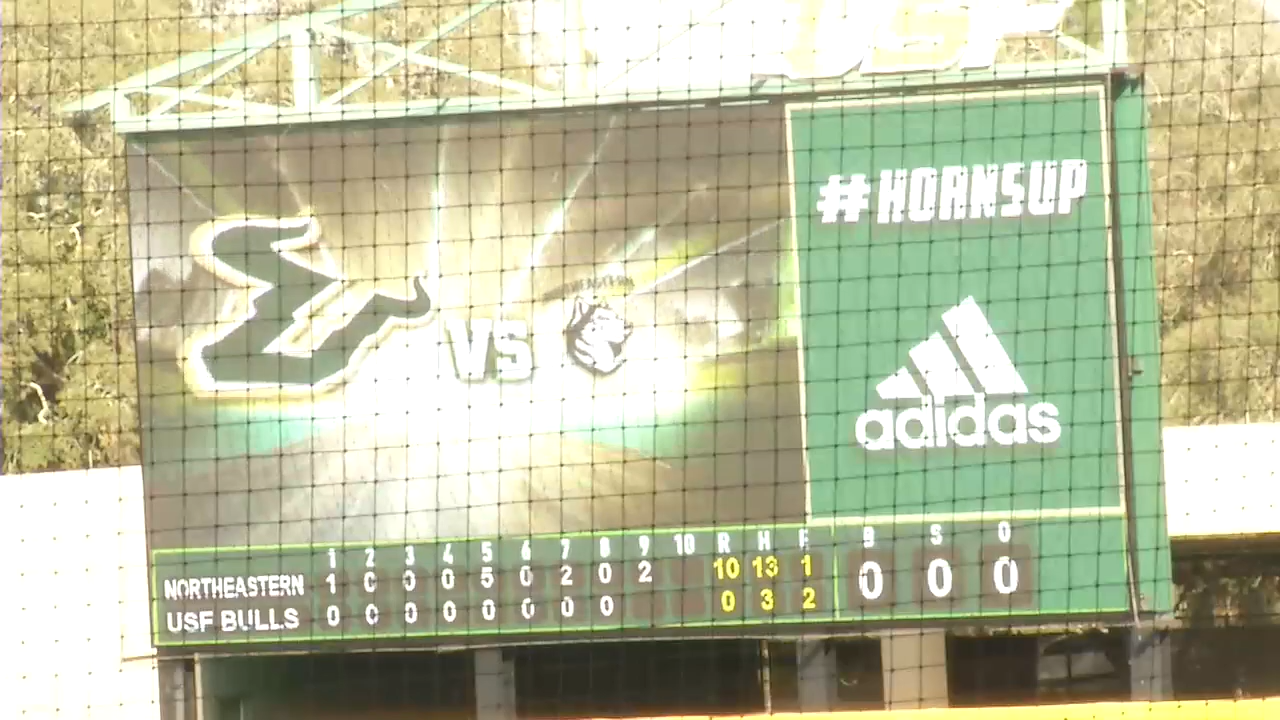 USF
#HORNSUP
NORTHEASTERN
VS
adidas
1 2 3 4 5 6 7 8 9 10 R H E B S O
NORTHEASTERN 1 0 0 0 5 0 2 0 2 10 13 1 0 0 0
USF BULLS 0 0 0 0 0 0 0 0 0 3 2